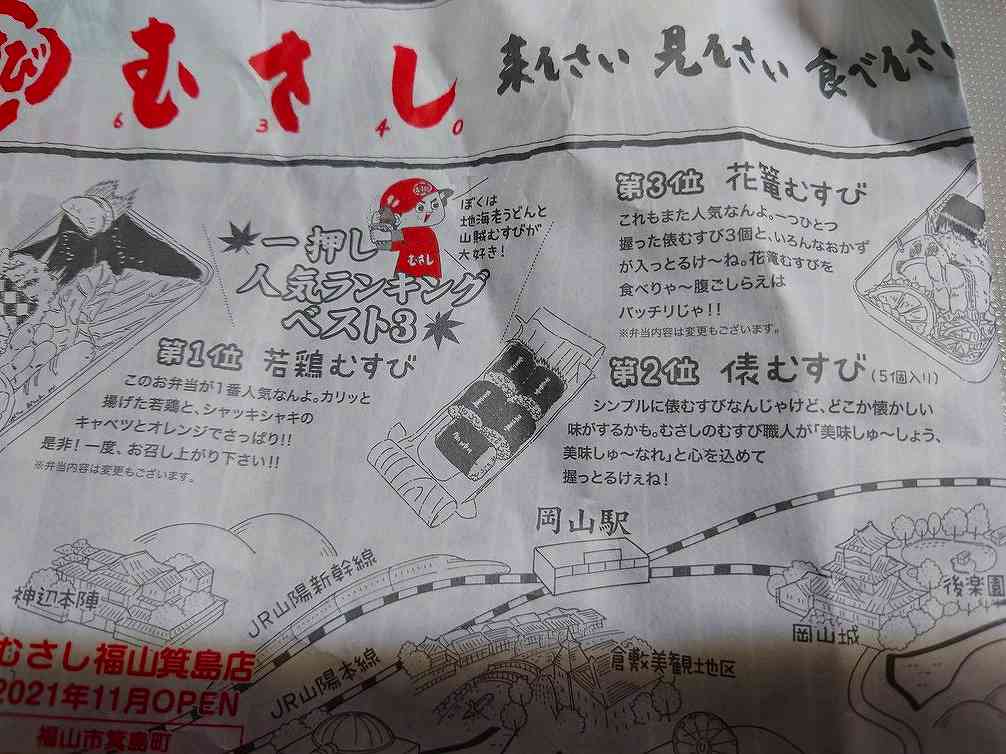 むすび
むさし
6340
来んさい 見んさい 食べんさい
ぼくは
地海老うどんと
山賊むすびが
大好き!
むさし
一押し
人気ランキング
ベスト3
第1位 若鶏むすび
このお弁当が1番人気なんよ。カリッと
揚げた若鶏と、シャッキシャキの
キャベツとオレンジでさっぱり!!
是非!一度、お召し上がり下さい!!
※弁当内容は変更もございます。
第3位 花篭むすび
これもまた人気なんよ。一つひとつ
握った俵むすび3個と、いろんなおかず
が入っとるけ〜ね。花篭むすびを
食べりゃ〜腹ごしらえは
バッチリじゃ!!
※弁当内容は変更もございます。
第2位 俵むすび(5個入り)
シンプルに俵むすびなんじゃけど、どこか懐かしい
味がするかも。むさしのむすび職人が「美味しゅ〜しょう、
美味しゅ〜なれ」と心を込めて
握っとるけぇね!
岡山駅
JR山陽新幹線
神辺本陣
後楽園
岡山城
JR山陽本線
倉敷美観地区
むさし福山箕島店
2021年11月OPEN
福山市箕島町